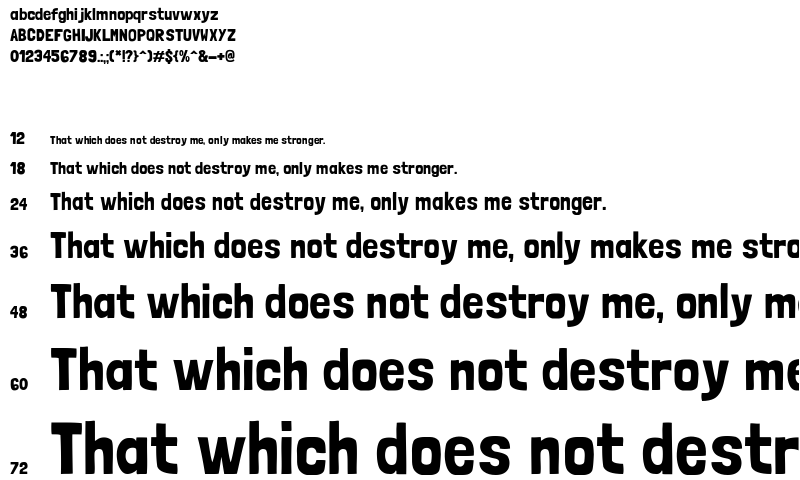 abcdefghijklmnopqrstuvwxyz
ABCDEFGHIJKLMNOPQRSTUVWXYZ
0123456789.:,;(*!?}^)#${%^&-+@
12 That which does not destroy me, only makes me stronger.
18 That which does not destroy me, only makes me stronger.
24 That which does not destroy me, only makes me stronger.
36 That which does not destroy me, only makes me stro
48 That which does not destroy me, only m
60 That which does not destroy me
72 That which does not destr